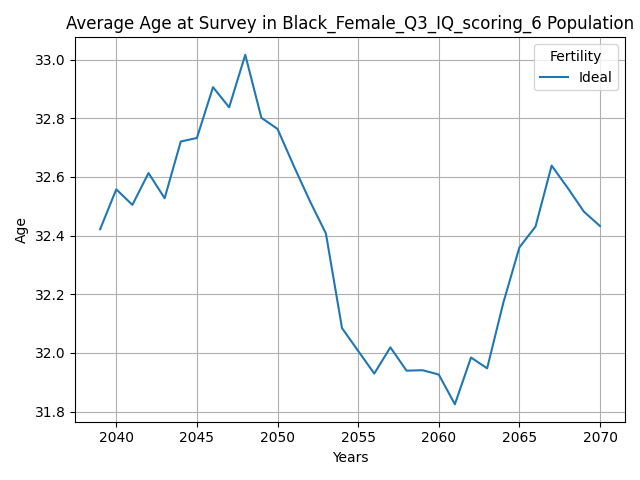 Average Age at Survey in Black_Female_Q3_IQ_scoring_6 Population
Fertility
Ideal
Age
33.0
32.8
32.6
32.4
32.2
32.0
31.8
2040 2045 2050 2055 2060 2065 2070
Years